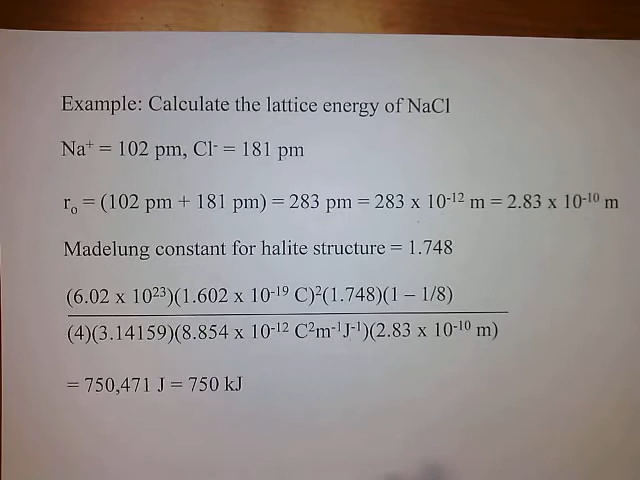 Example: Calculate the lattice energy of NaCl
Na⁺ = 102 pm, Cl⁻ = 181 pm
rₒ = (102 pm + 181 pm) = 283 pm = 283 x 10⁻¹² m = 2.83 x 10⁻¹⁰ m
Madelung constant for halite structure = 1.748
(6.02 x 10²³)(1.602 x 10⁻¹⁹ C)²(1.748)(1 – 1/8)
(4)(3.14159)(8.854 x 10⁻¹² C²m⁻¹J⁻¹)(2.83 x 10⁻¹⁰ m)
= 750,471 J = 750 kJ